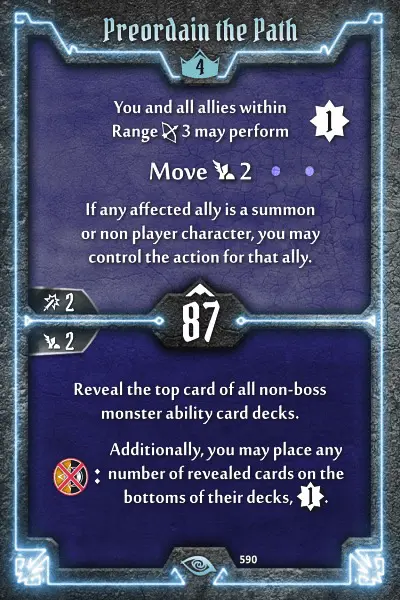 Preordain the Path
4
You and all allies within
Range 3 may perform
1
Move 2
If any affected ally is a summon
or non player character, you may
control the action for that ally.
2
87
2
Reveal the top card of all non-boss
monster ability card decks.
Additionally, you may place any
: number of revealed cards on the
bottoms of their decks, 1.
590